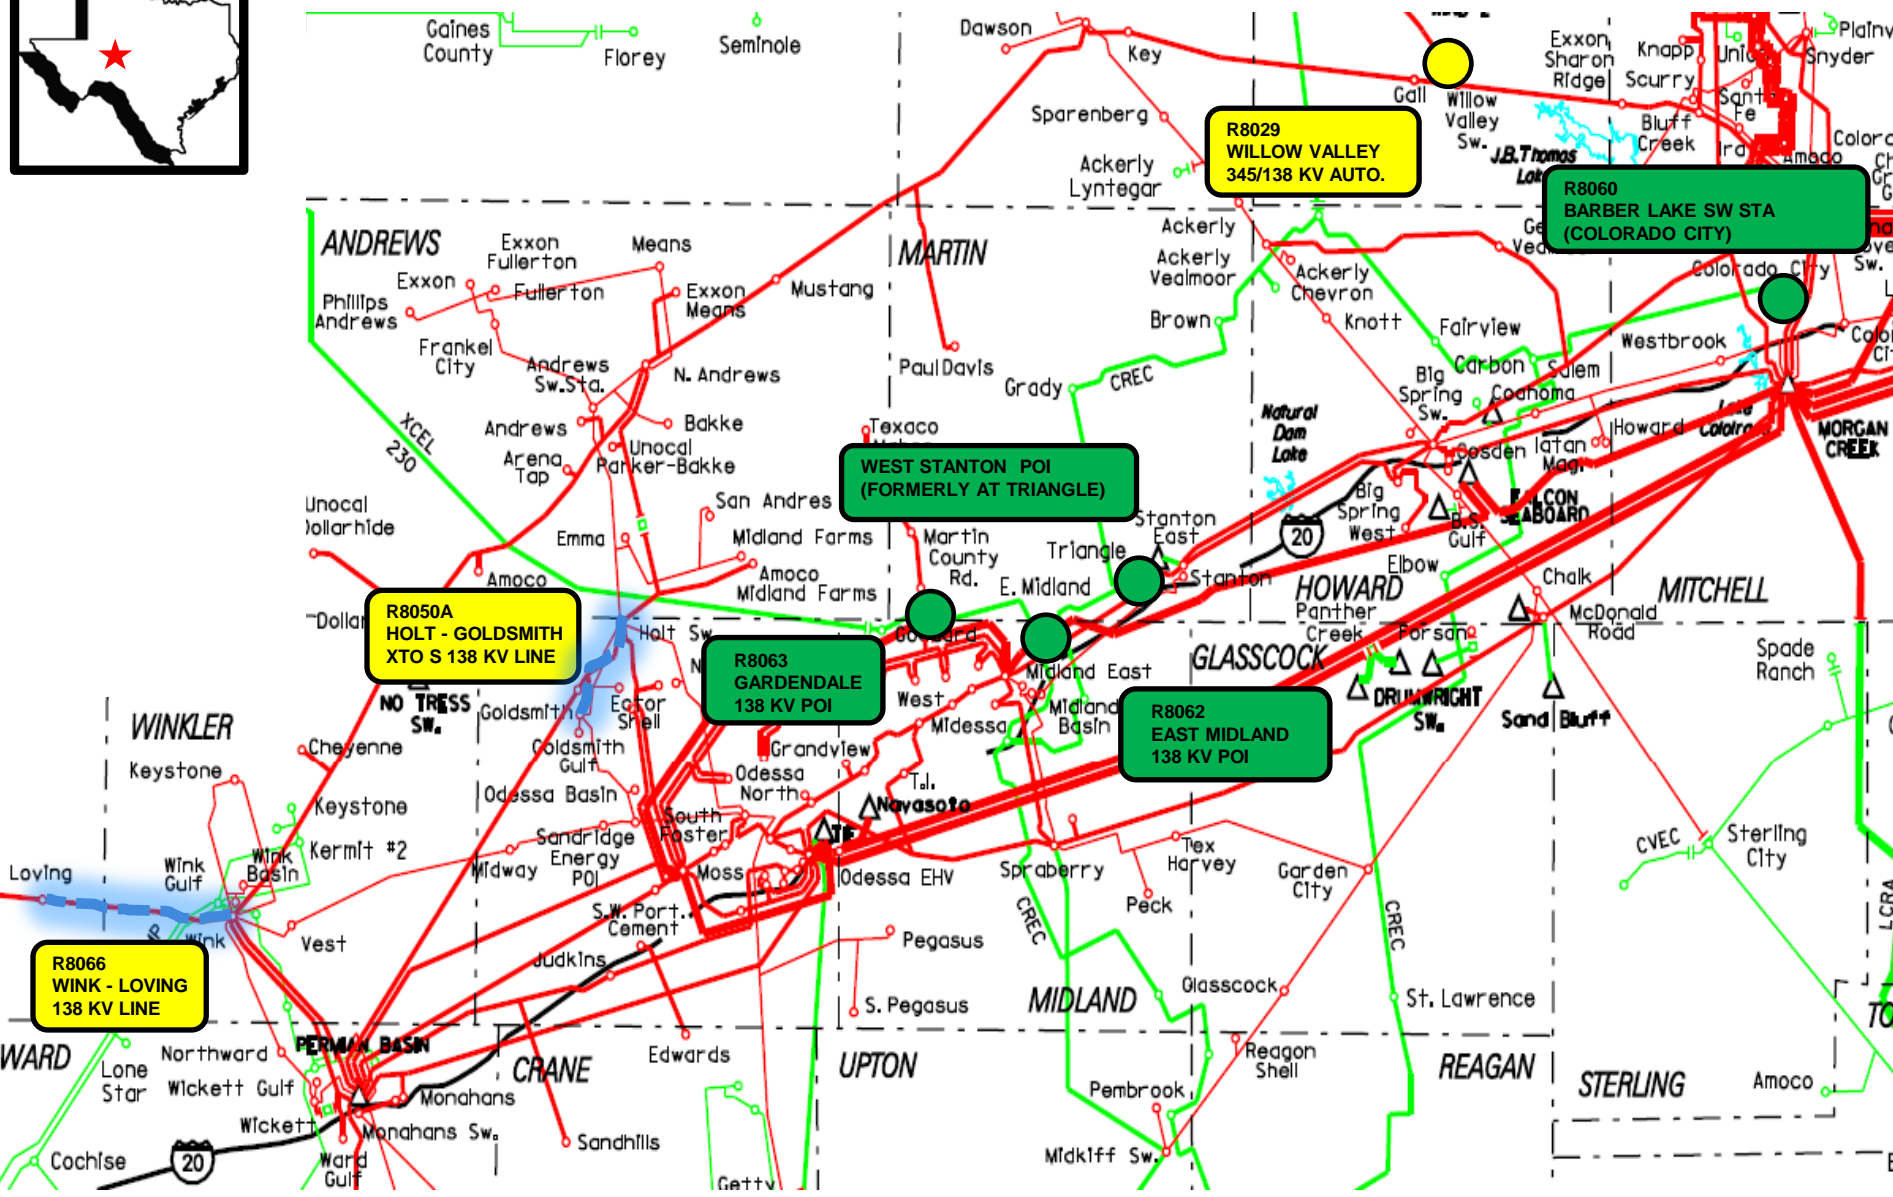 Gaines
County
Florey
Seminole
Dawson
Key
Sparenberg
Ackerly
Lyntegar
Gail
Willow
Valley
Sw.
Exxon
Sharon
Ridge
Knapp
Scurry
Snyder
Bluff
Creek
J.B.Thomas
Amoco
R8029
WILLOW VALLEY
345/138 KV AUTO.
R8060
BARBER LAKE SW STA
(COLORADO CITY)
Colorado City
ANDREWS
Exxon
Fullerton
Means
Exxon
Fullerton
Phillips
Andrews
Exxon
Means
Mustang
Frankel
City
Andrews
Sw.Sta.
N. Andrews
Andrews
Bakke
Unocal
Parker-Bakke
Arena
Tap
XCEL
230
MARTIN
Paul Davis
Ackerly
Ackerly
Vealmoor
Ackerly
Chevron
Brown
Knott
Grady
CREC
Fairview
Carbon
Salem
Westbrook
Big
Spring
Sw.
Coahoma
Howard
Lake
MORGAN
CREEK
Natural
Dam
Lake
Cosden
Iatan
Mag.
Texaco
WEST STANTON POI
(FORMERLY AT TRIANGLE)
San Andres
Unocal
Dollarhide
Emma
Midland Farms
Amoco
Amoco
Midland Farms
Martin
County
Rd.
Triangle
Stanton
East
Stanton
E. Midland
20
Big
Spring
West
B.S.
Gulf
FALCON
SEABOARD
Elbow
HOWARD
Chalk
MITCHELL
McDonald
Road
Panther
Creek
Forsan
GLASSCOCK
DRUMWRIGHT
SW.
Sand Bluff
Spade
Ranch
R8050A
HOLT - GOLDSMITH
XTO S 138 KV LINE
Holt Sw.
R8063
GARDENDALE
138 KV POI
Midland East
West
Midessa
Midland
Basin
R8062
EAST MIDLAND
138 KV POI
NO TRESS
SW.
Goldsmith
Ector
Shell
Goldsmith
Gulf
Grandview
WINKLER
Cheyenne
Keystone
Keystone
Kermit #2
Odessa Basin
Odessa
North
T.I.
Navasota
South
Foster
Sandridge
Energy
POI
Midway
Moss
Odessa EHV
Loving
Wink
Gulf
Wink
Basin
Wink
Vest
S.W. Port.
Cement
Judkins
Spraberry
Tex
Harvey
Peck
Garden
City
CVEC
Sterling
City
LCRA
CREC
CREC
Pegasus
S. Pegasus
R8066
WINK - LOVING
138 KV LINE
MIDLAND
Glasscock
St. Lawrence
WARD
Lone
Star
Northward
PERMIAN BASIN
Wickett Gulf
Wickett
Monahans
Monahans Sw.
Ward
Gulf
Cochise
20
CRANE
Edwards
Sandhills
UPTON
Getty
Pembrook
Midkiff Sw.
Reagon
Shell
REAGAN
STERLING
Amoco